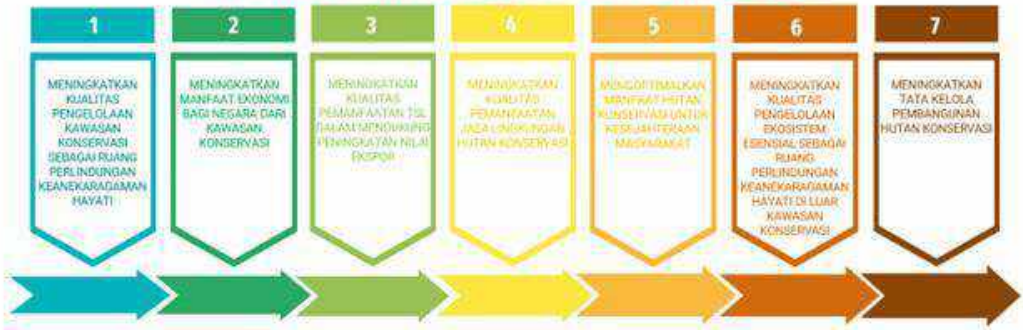 1
MENINGKATKAN
KUALITAS
PENGELOLAAN
KAWASAN
KONSERVASI
SEBAGAI RUANG
PERLINDUNGAN
KEANEKARAGAMAN
HAYATI
2
MENINGKATKAN
MANFAAT EKONOMI
BAGI NEGARA DARI
KAWASAN
KONSERVASI
3
MENINGKATKAN
KUALITAS
PEMANFAATAN TSL
DALAM MENDUKUNG
PENINGKATAN NILAI
EKSPOR
4
MENINGKATKAN
KUALITAS
PEMANFAATAN
JASA LINGKUNGAN
HUTAN KONSERVASI
5
MENGOPTIMALKAN
MANFAAT HUTAN
KONSERVASI UNTUK
KESEJAHTERAAN
MASYARAKAT
6
MENINGKATKAN
KUALITAS
PENGELOLAAN
EKOSISTEM
ESENSIAL SEBAGAI
RUANG
PERLINDUNGAN
KEANEKARAGAMAN
HAYATI DI LUAR
KAWASAN
KONSERVASI
7
MENINGKATKAN
TATA KELOLA
PEMBANGUNAN
HUTAN KONSERVASI